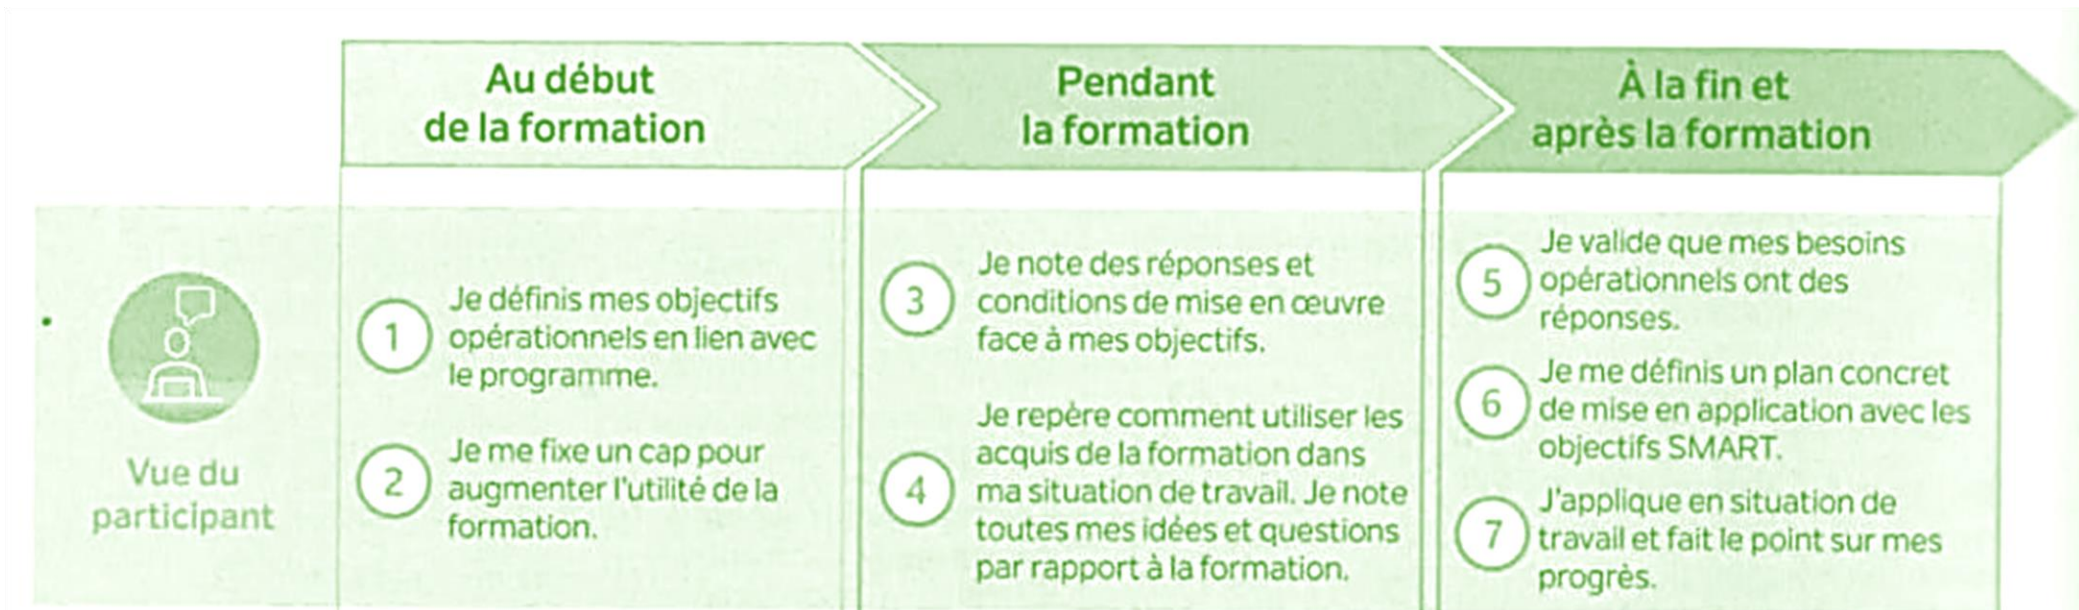 Au début
de la formation
Pendant
la formation
À la fin et
après la formation
Vue du
participant
1
Je définis mes objectifs
opérationnels en lien avec
le programme.
2
Je me fixe un cap pour
augmenter l'utilité de la
formation.
3
Je note des réponses et
conditions de mise en œuvre
face à mes objectifs.
4
Je repère comment utiliser les
acquis de la formation dans
ma situation de travail. Je note
toutes mes idées et questions
par rapport à la formation.
5
Je valide que mes besoins
opérationnels ont des
réponses.
6
Je me définis un plan concret
de mise en application avec les
objectifs SMART.
7
J'applique en situation de
travail et fait le point sur mes
progrès.